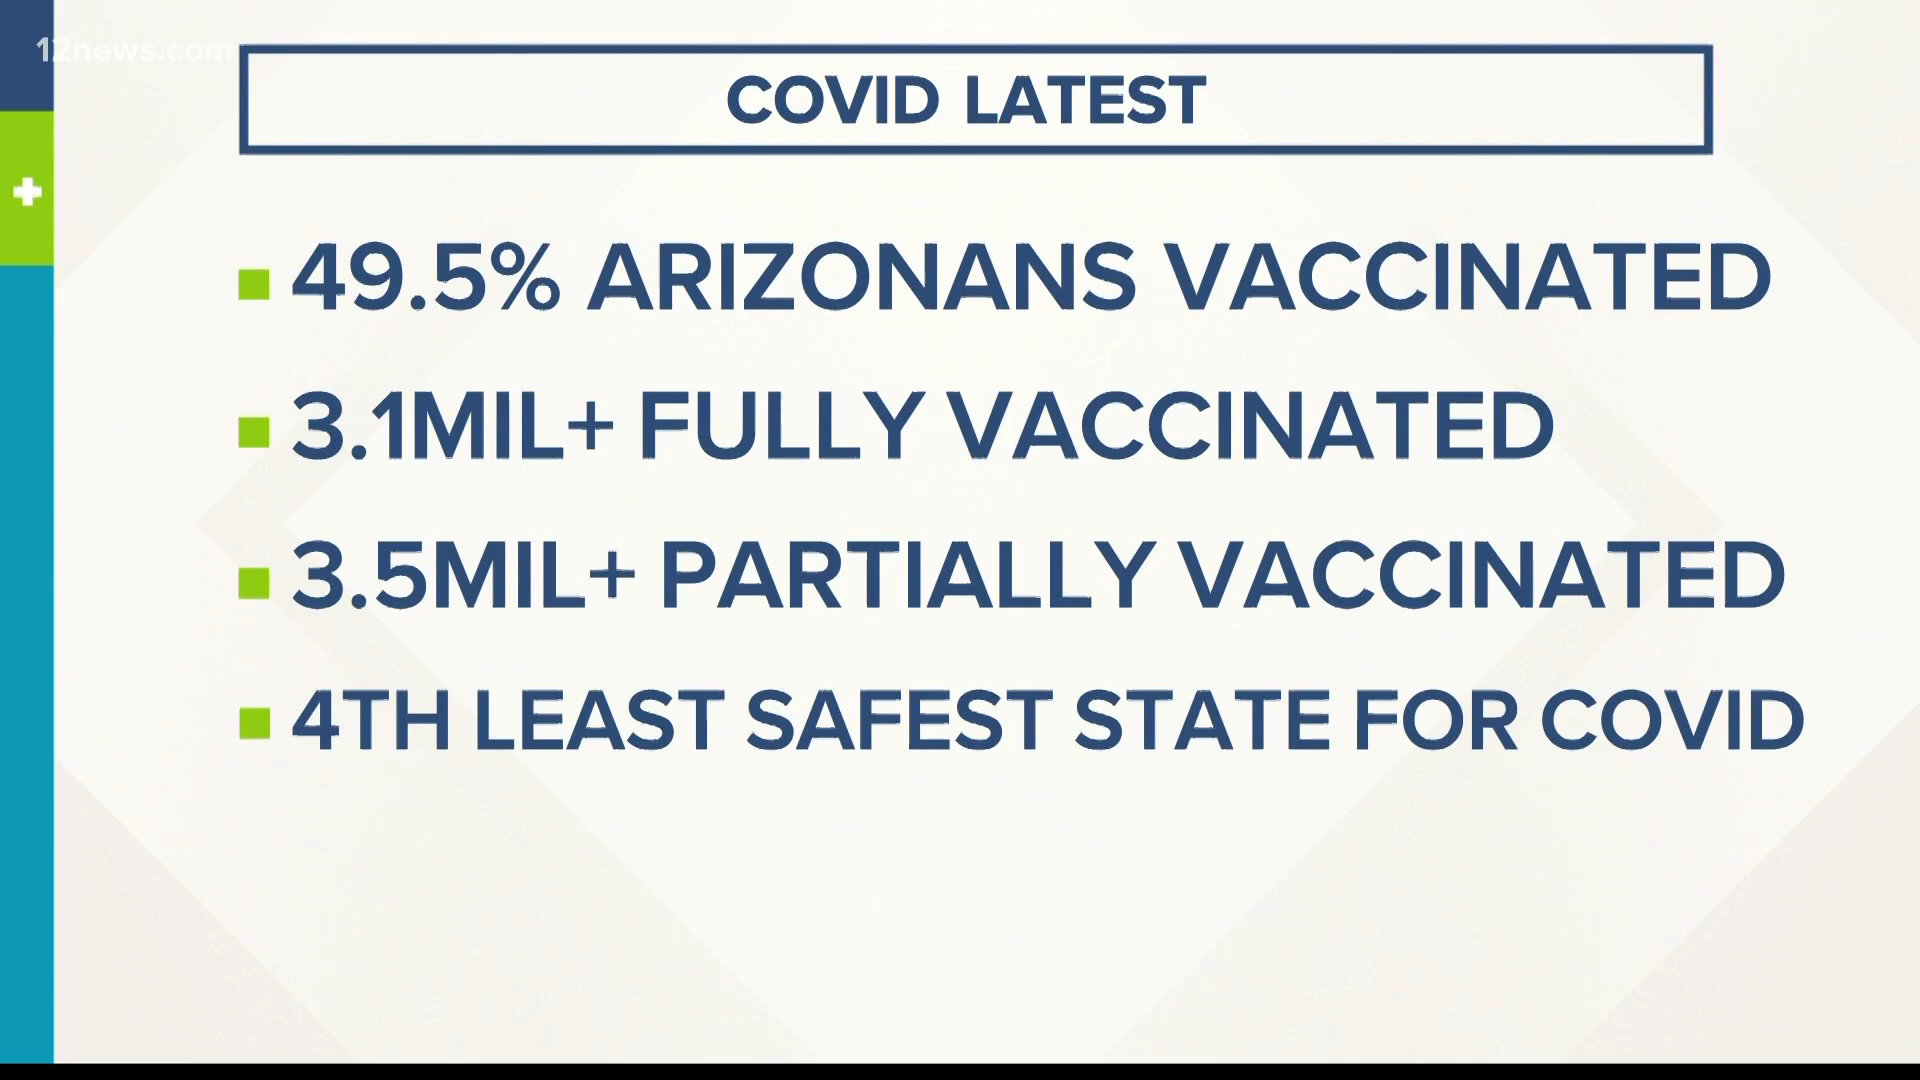 12news.com
COVID LATEST
49.5% ARIZONANS VACCINATED
3.1MIL+ FULLY VACCINATED
3.5MIL+ PARTIALLY VACCINATED
4TH LEAST SAFEST STATE FOR COVID